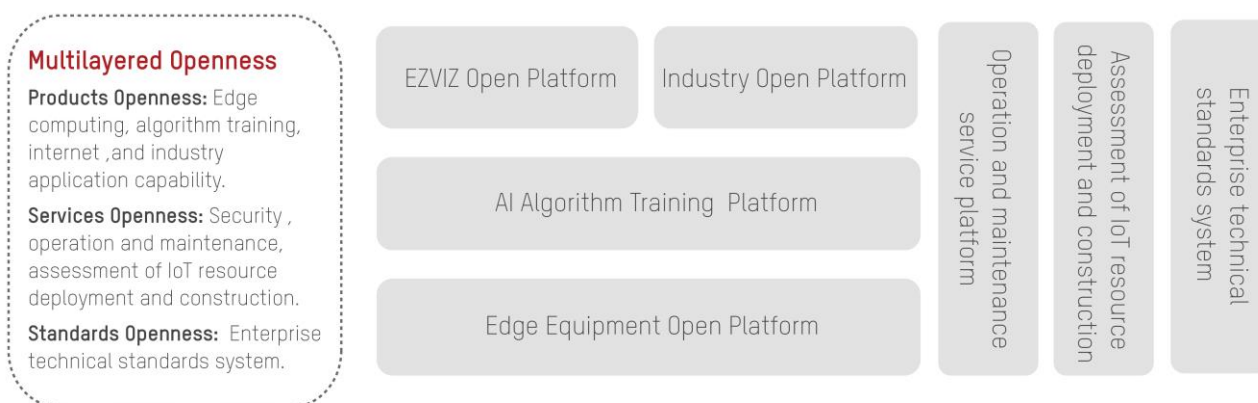 Multilayered Openness
Products Openness: Edge
computing, algorithm training,
internet ,and industry
application capability.
Services Openness: Security ,
operation and maintenance,
assessment of IoT resource
deployment and construction.
Standards Openness: Enterprise
technical standards system.
EZVIZ Open Platform
Industry Open Platform
AI Algorithm Training Platform
Edge Equipment Open Platform
Operation and maintenance
service platform
Assessment of IoT resource
deployment and construction
Enterprise technical
standards system